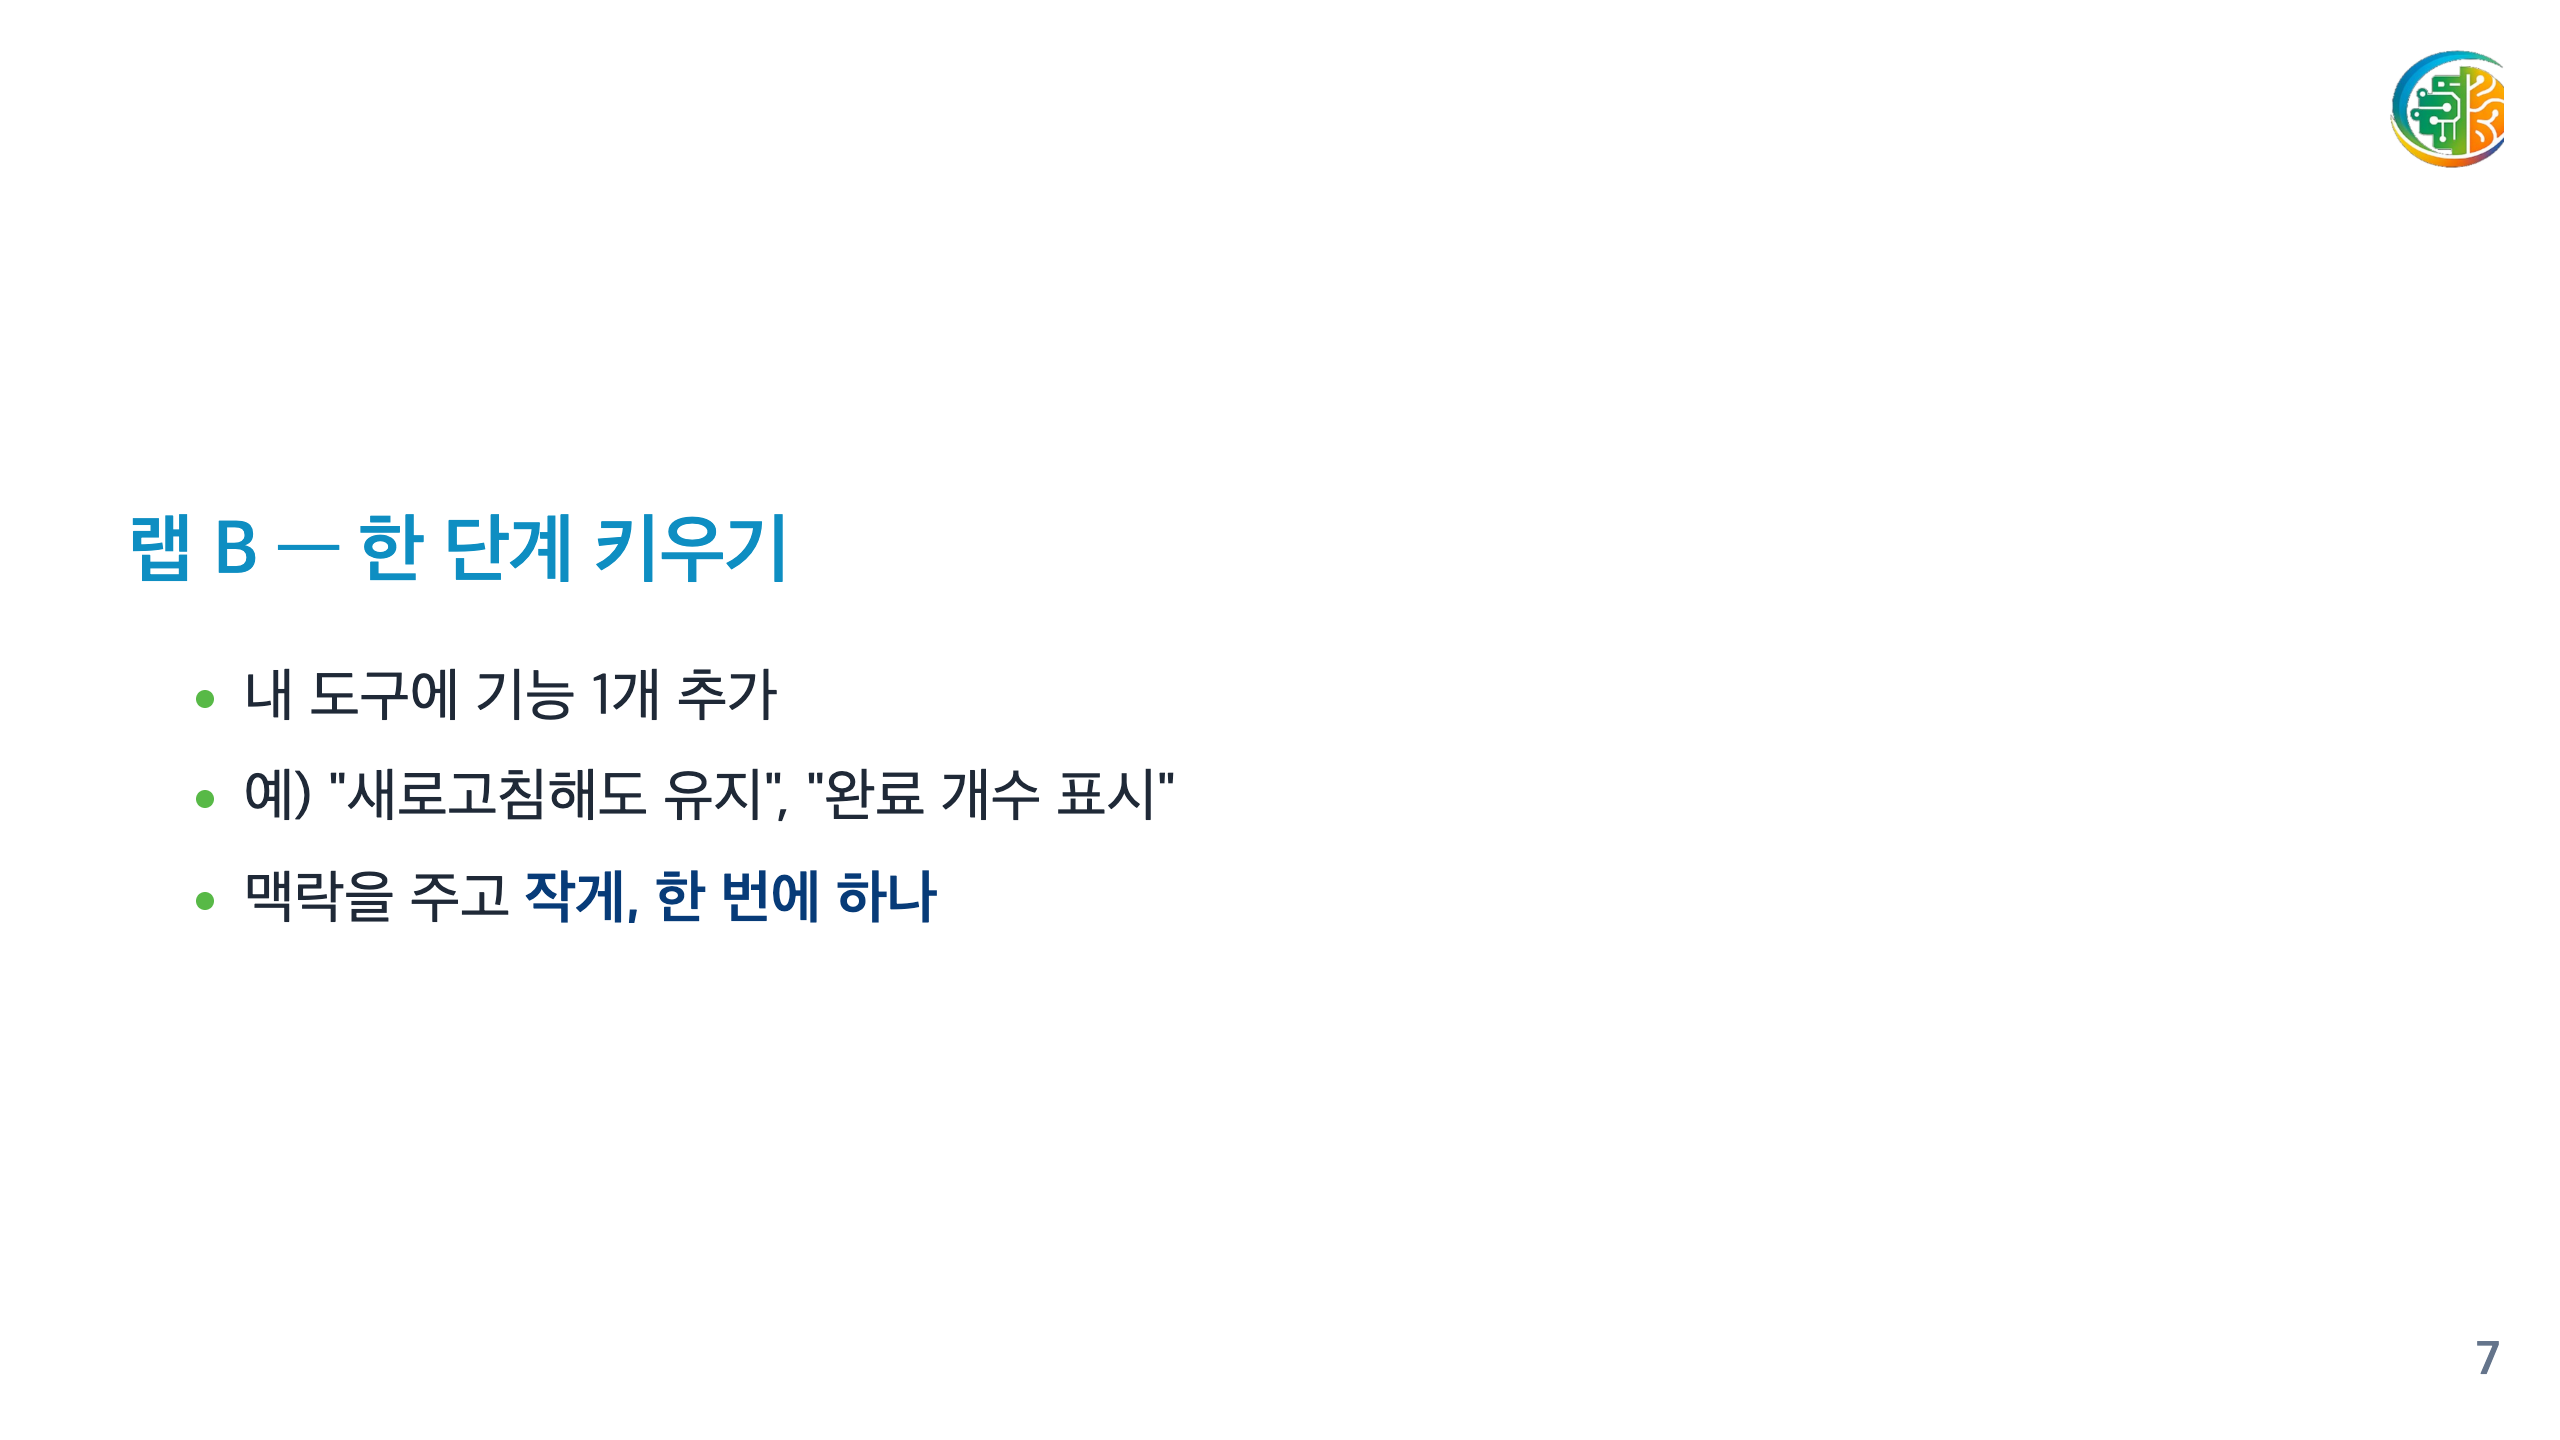 랩 B — 한 단계 키우기
• 내 도구에 기능 1개 추가
• 예) "새로고침해도 유지", "완료 개수 표시"
• 맥락을 주고 작게, 한 번에 하나
7